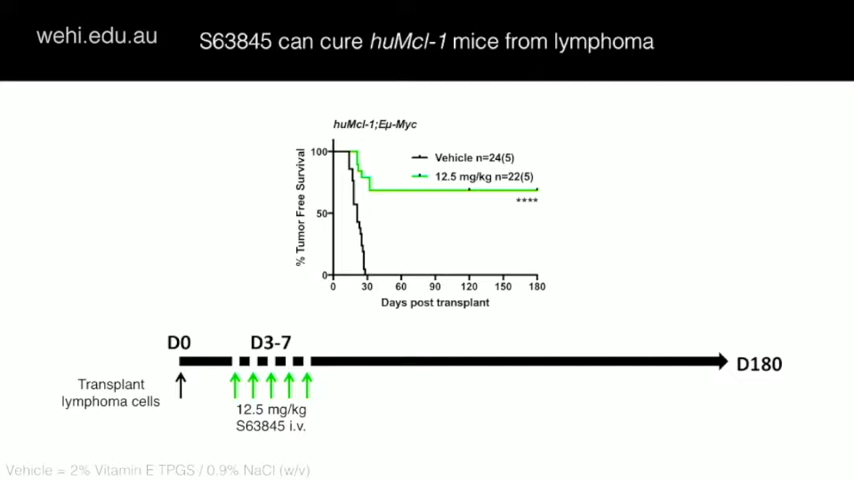 wehi.edu.au
S63845 can cure huMcl-1 mice from lymphoma
huMcl-1;Eμ-Myc
% Tumor Free Survival
100
50
0
Vehicle n=24(5)
12.5 mg/kg n=22(5)
****
0 30 60 90 120 150 180
Days post transplant
D0
D3-7
D180
Transplant
lymphoma cells
12.5 mg/kg
S63845 i.v.
Vehicle = 2% Vitamin E TPGS / 0.9% NaCl (w/v)